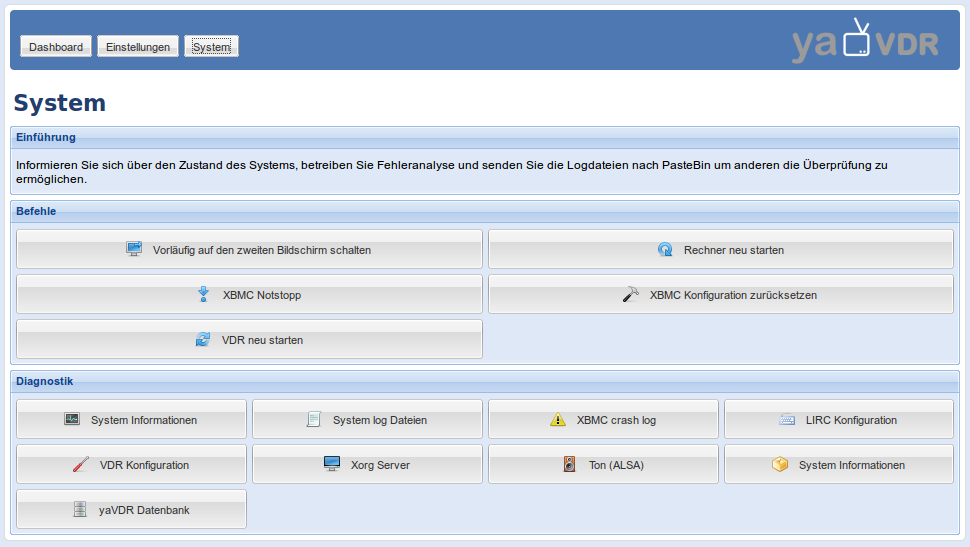 Dashboard Einstellungen System
yaVDR
System
Einführung
Informieren Sie sich über den Zustand des Systems, betreiben Sie Fehleranalyse und senden Sie die Logdateien nach PasteBin um anderen die Überprüfung zu
ermöglichen.
Befehle
Vorläufig auf den zweiten Bildschirm schalten
Rechner neu starten
XBMC Notstopp
XBMC Konfiguration zurücksetzen
VDR neu starten
Diagnostik
System Informationen
System log Dateien
XBMC crash log
LIRC Konfiguration
VDR Konfiguration
Xorg Server
Ton (ALSA)
System Informationen
yaVDR Datenbank